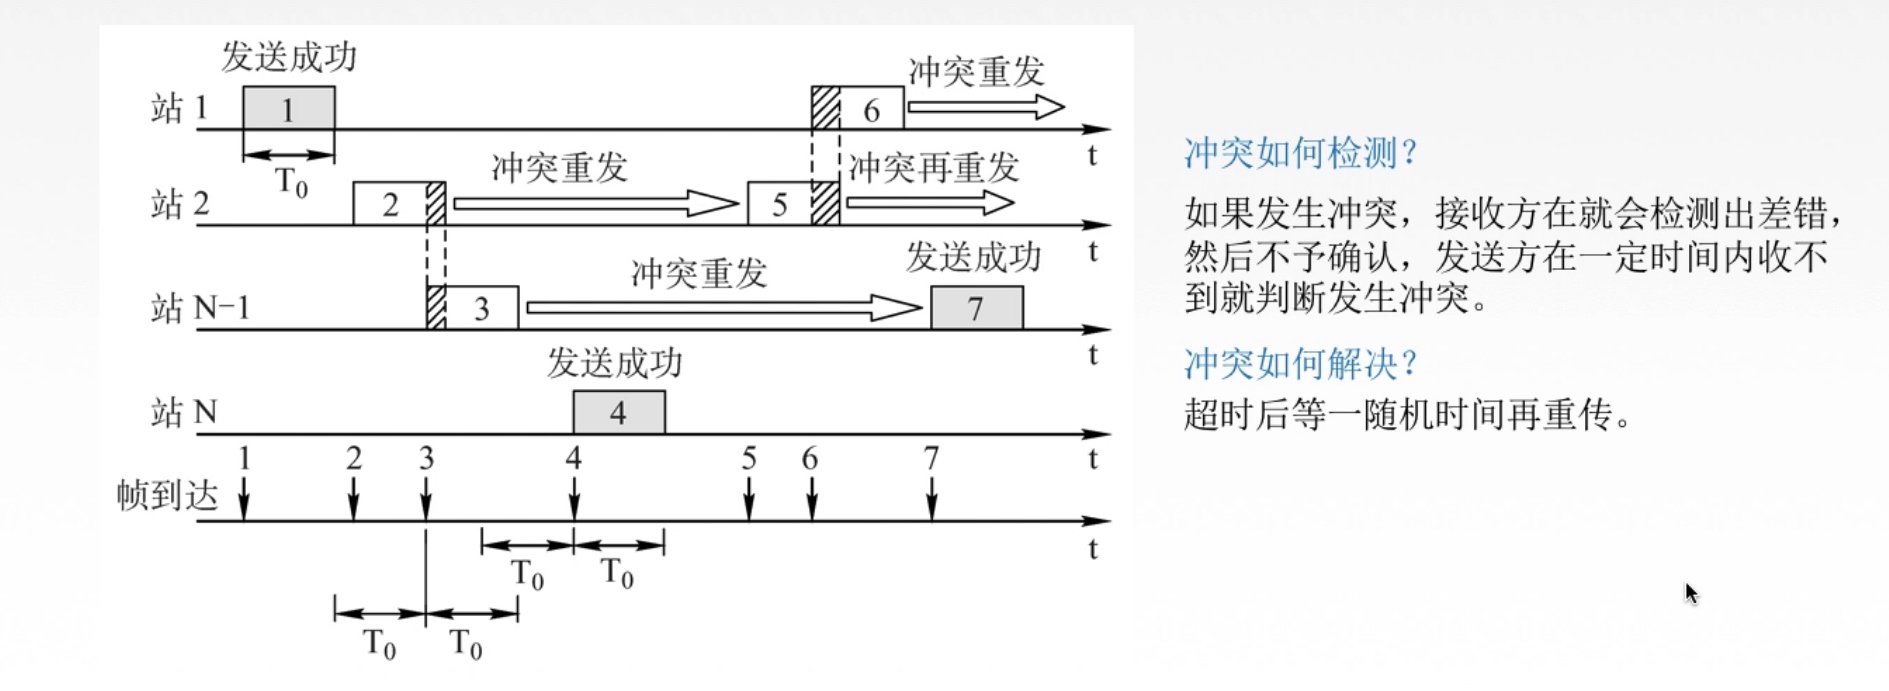 发送成功
站 1
1
T₀
6
冲突重发
t
站 2
2
冲突重发
5
冲突再重发
t
站 N-1
3
冲突重发
发送成功
7
t
发送成功
站 N
4
t
1 2 3 4 5 6 7
帧到达
t
T₀ T₀
T₀ T₀
冲突如何检测?
如果发生冲突，接收方在就会检测出差错，
然后不予确认，发送方在一定时间内收不
到就判断发生冲突。
冲突如何解决?
超时后等一随机时间再重传。